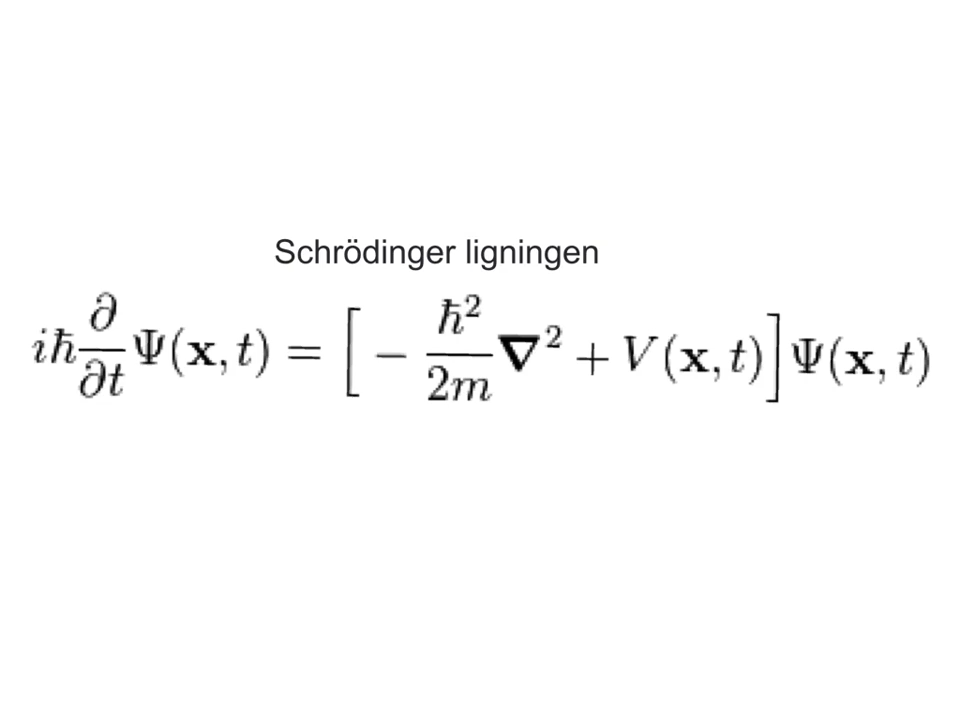 Schrödinger ligningen
iℏ ∂/∂t Ψ(x, t) = [ − ℏ²/2m ∇² + V(x, t) ] Ψ(x, t)